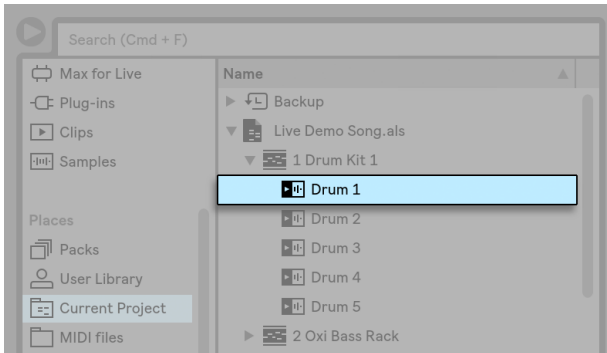 Search (Cmd + F)
Max for Live
Plug-ins
Clips
Samples
Places
Packs
User Library
Current Project
MIDI files
Name
Backup
Live Demo Song.als
1 Drum Kit 1
Drum 1
Drum 2
Drum 3
Drum 4
Drum 5
2 Oxi Bass Rack